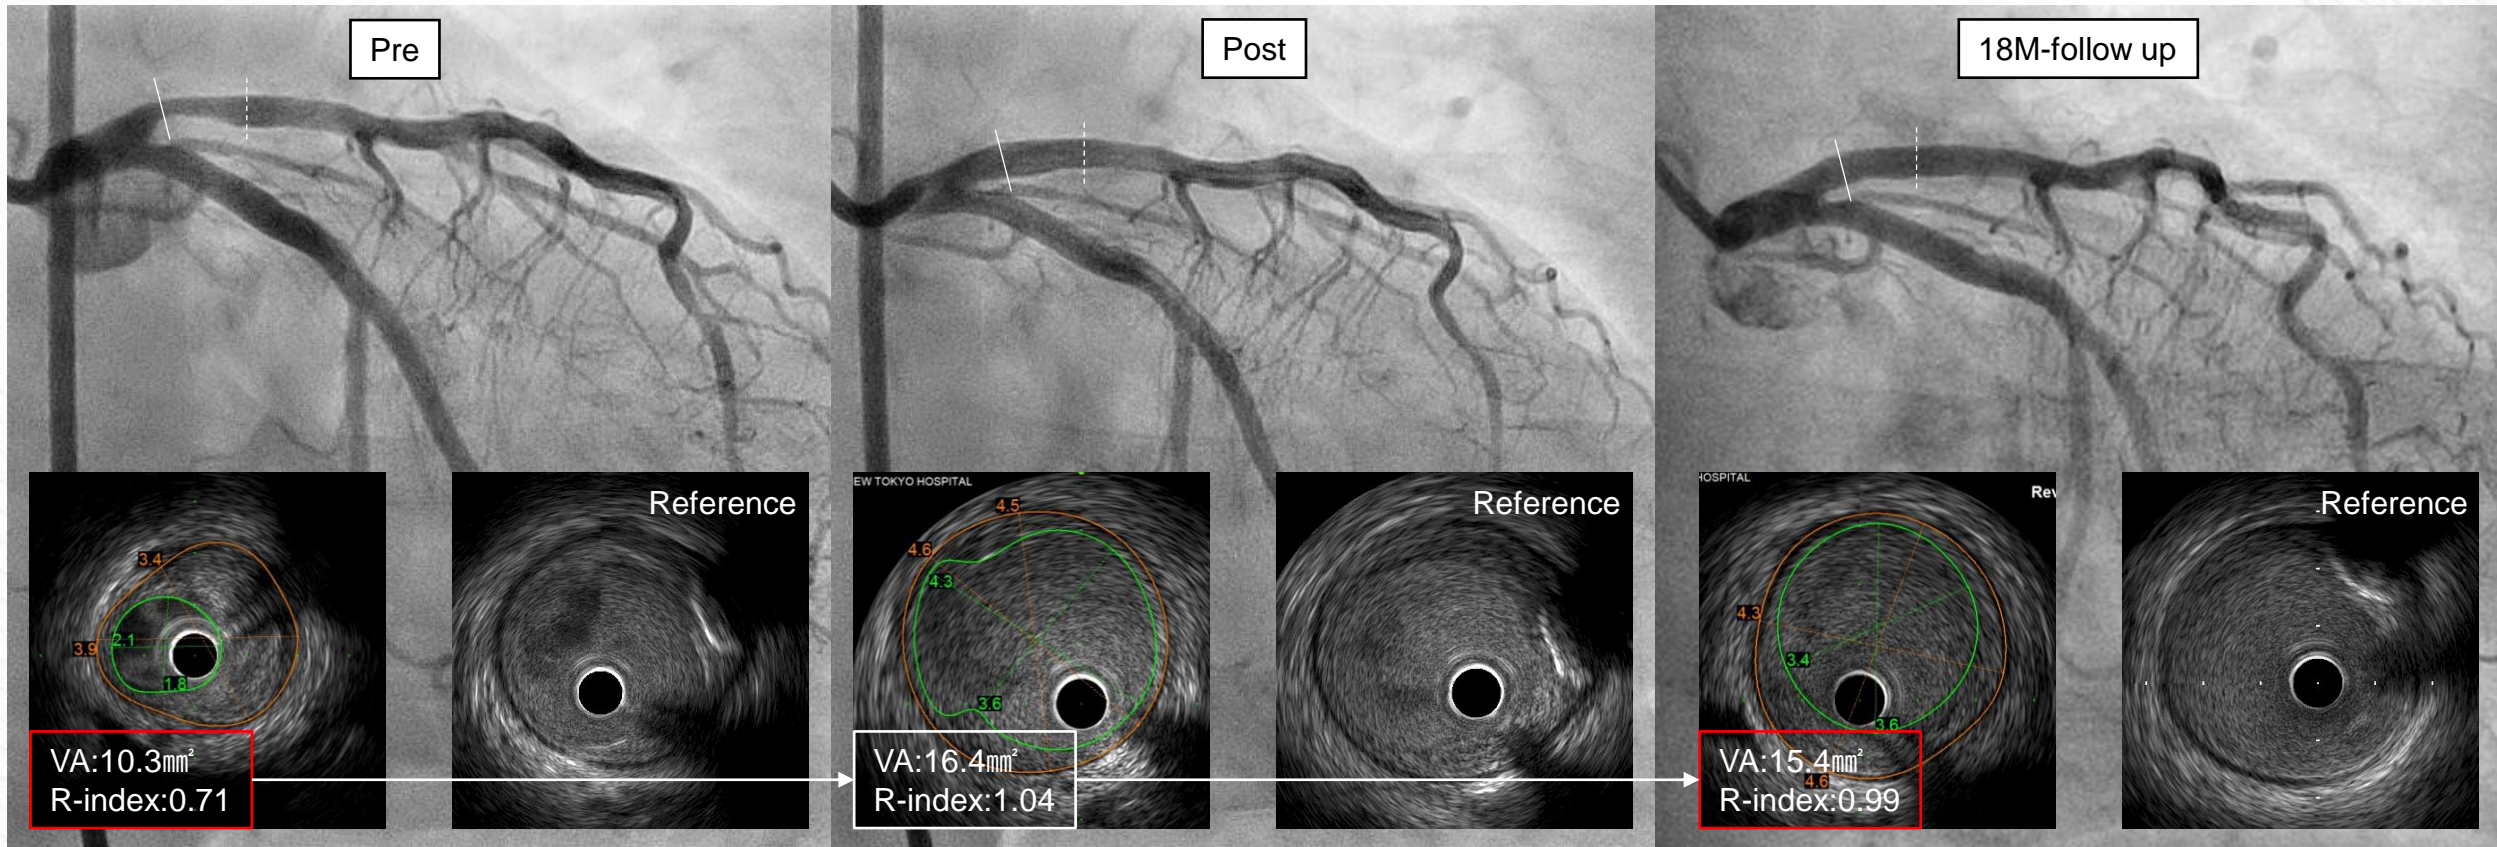 Pre
Post
18M-follow up
Reference
EW TOKYO HOSPITAL
Reference
HOSPITAL
Rev
Reference
3.4
2.1
3.9
1.8
4.5
4.6
4.3
3.6
4.3
3.4
3.6
4.6
VA:10.3㎟
R-index:0.71
VA:16.4㎟
R-index:1.04
VA:15.4㎟
R-index:0.99